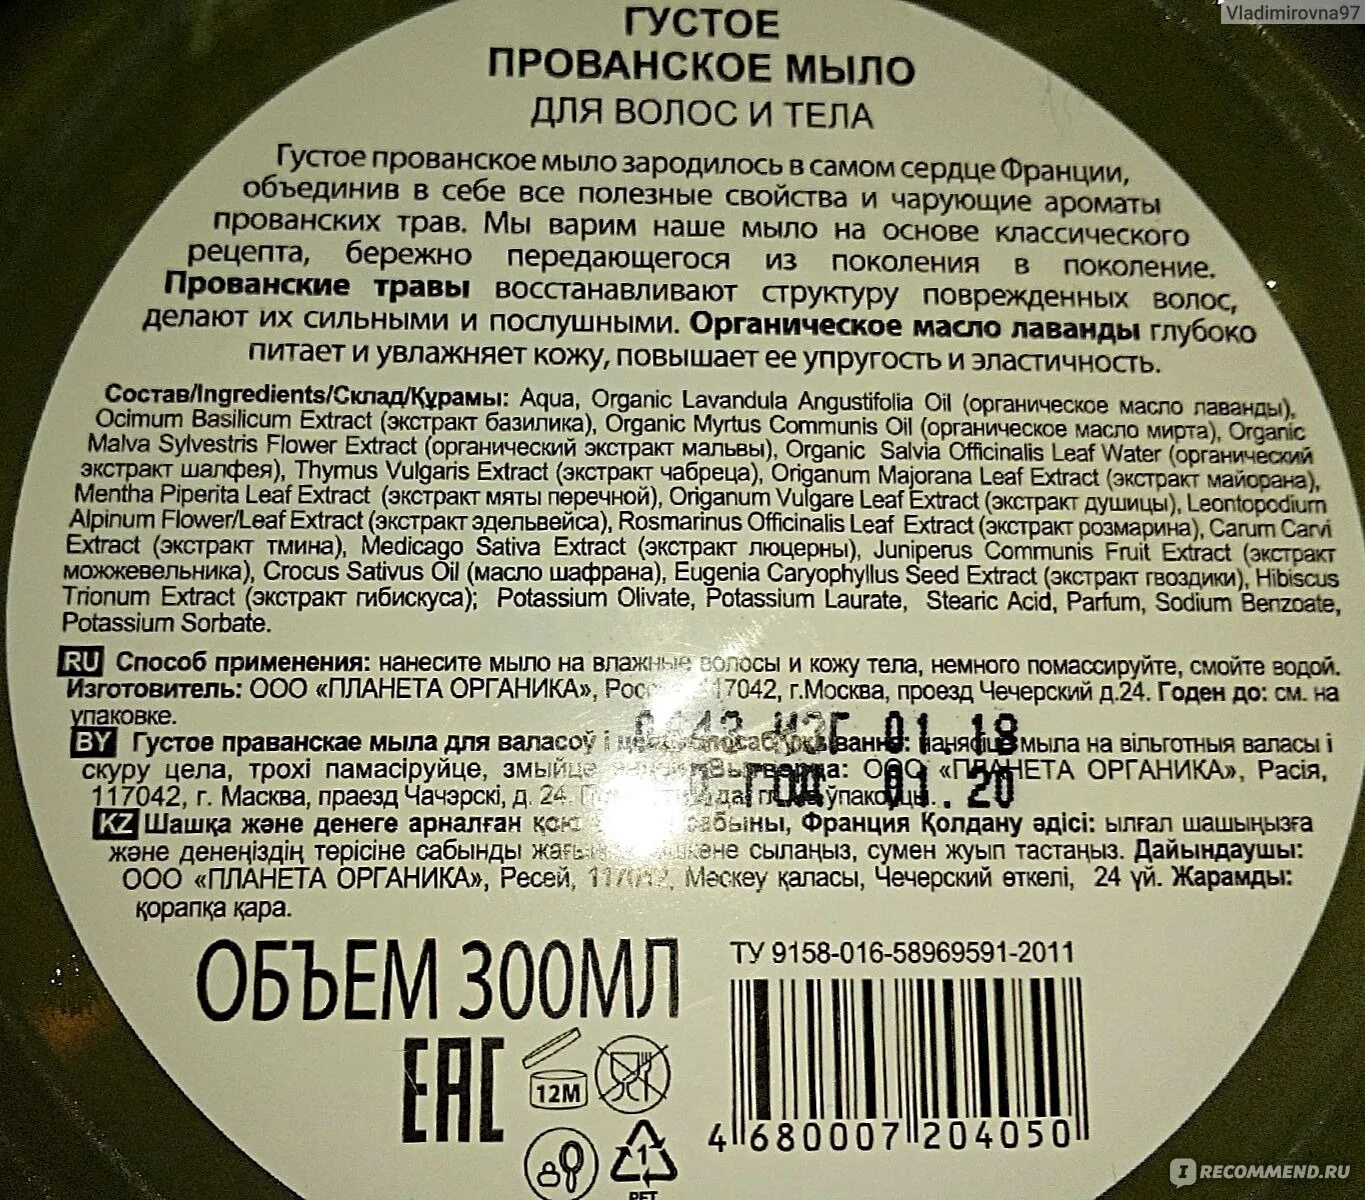 Vladimirovna97
ГУСТОЕ
ПРОВАНСКОЕ МЫЛО
ДЛЯ ВОЛОС И ТЕЛА
Густое прованское мыло зародилось в самом сердце Франции,
объединив в себе все полезные свойства и чарующие ароматы
прованских трав. Мы варим наше мыло на основе классического
рецепта, бережно передающегося из поколения в поколение.
Прованские травы восстанавливают структуру поврежденных волос,
делают их сильными и послушными. Органическое масло лаванды глубоко
питает и увлажняет кожу, повышает ее упругость и эластичность.
Состав/Ingredients/Склад/Құрамы: Aqua, Organic Lavandula Angustifolia Oil (органическое масло лаванды),
Ocimum Basilicum Extract (экстракт базилика), Organic Myrtus Communis Oil (органическое масло мирта), Organic
Malva Sylvestris Flower Extract (органический экстракт мальвы), Organic Salvia Officinalis Leaf Water (органический
экстракт шалфея), Thymus Vulgaris Extract (экстракт чабреца), Origanum Majorana Leaf Extract (экстракт майорана),
Mentha Piperita Leaf Extract (экстракт мяты перечной), Origanum Vulgare Leaf Extract (экстракт душицы), Leontopodium
Alpinum Flower/Leaf Extract (экстракт эдельвейса), Rosmarinus Officinalis Leaf Extract (экстракт розмарина), Carum Carvi
Extract (экстракт тмина), Medicago Sativa Extract (экстракт люцерны), Juniperus Communis Fruit Extract (экстракт
можжевельника), Crocus Sativus Oil (масло шафрана), Eugenia Caryophyllus Seed Extract (экстракт гвоздики), Hibiscus
Trionum Extract (экстракт гибискуса); Potassium Olivate, Potassium Laurate, Stearic Acid, Parfum, Sodium Benzoate,
Potassium Sorbate.
RU Способ применения: нанесите мыло на влажные волосы и кожу тела, немного помассируйте, смойте водой.
Изготовитель: ООО «ПЛАНЕТА ОРГАНИКА», 117042, г.Москва, проезд Чечерский д.24. Годен до: см. на
упаковке.
ИЗГ 01.18
BY Густое праванскае мыла для валасоў і мыла на вільготныя валасы і
скуру цела, трохі памасіруйце, змыйце ООО «ПЛАНЕТА ОРГАНИКА», Расія,
ГОД 01.20
117042, г. Масква, праезд Чачэрскі, д. 24.
KZ Шашқа және денеге арналған сабыны, Франция Қолдану әдісі: ылғал шашыңызға
және денеңіздің терісіне сабынды сылаңыз, сумен жуып тастаңыз. Дайындаушы:
ООО «ПЛАНЕТА ОРГАНИКА», Ресей, 117042, Мәскеу қаласы, Чечерский өткелі, 24 үй. Жарамды:
қорапқа қара.
ОБЪЕМ 300МЛ
ТУ 9158-016-58969591-2011
EAC
12M
4 680007 204050
1
PET
IRECOMMEND.RU